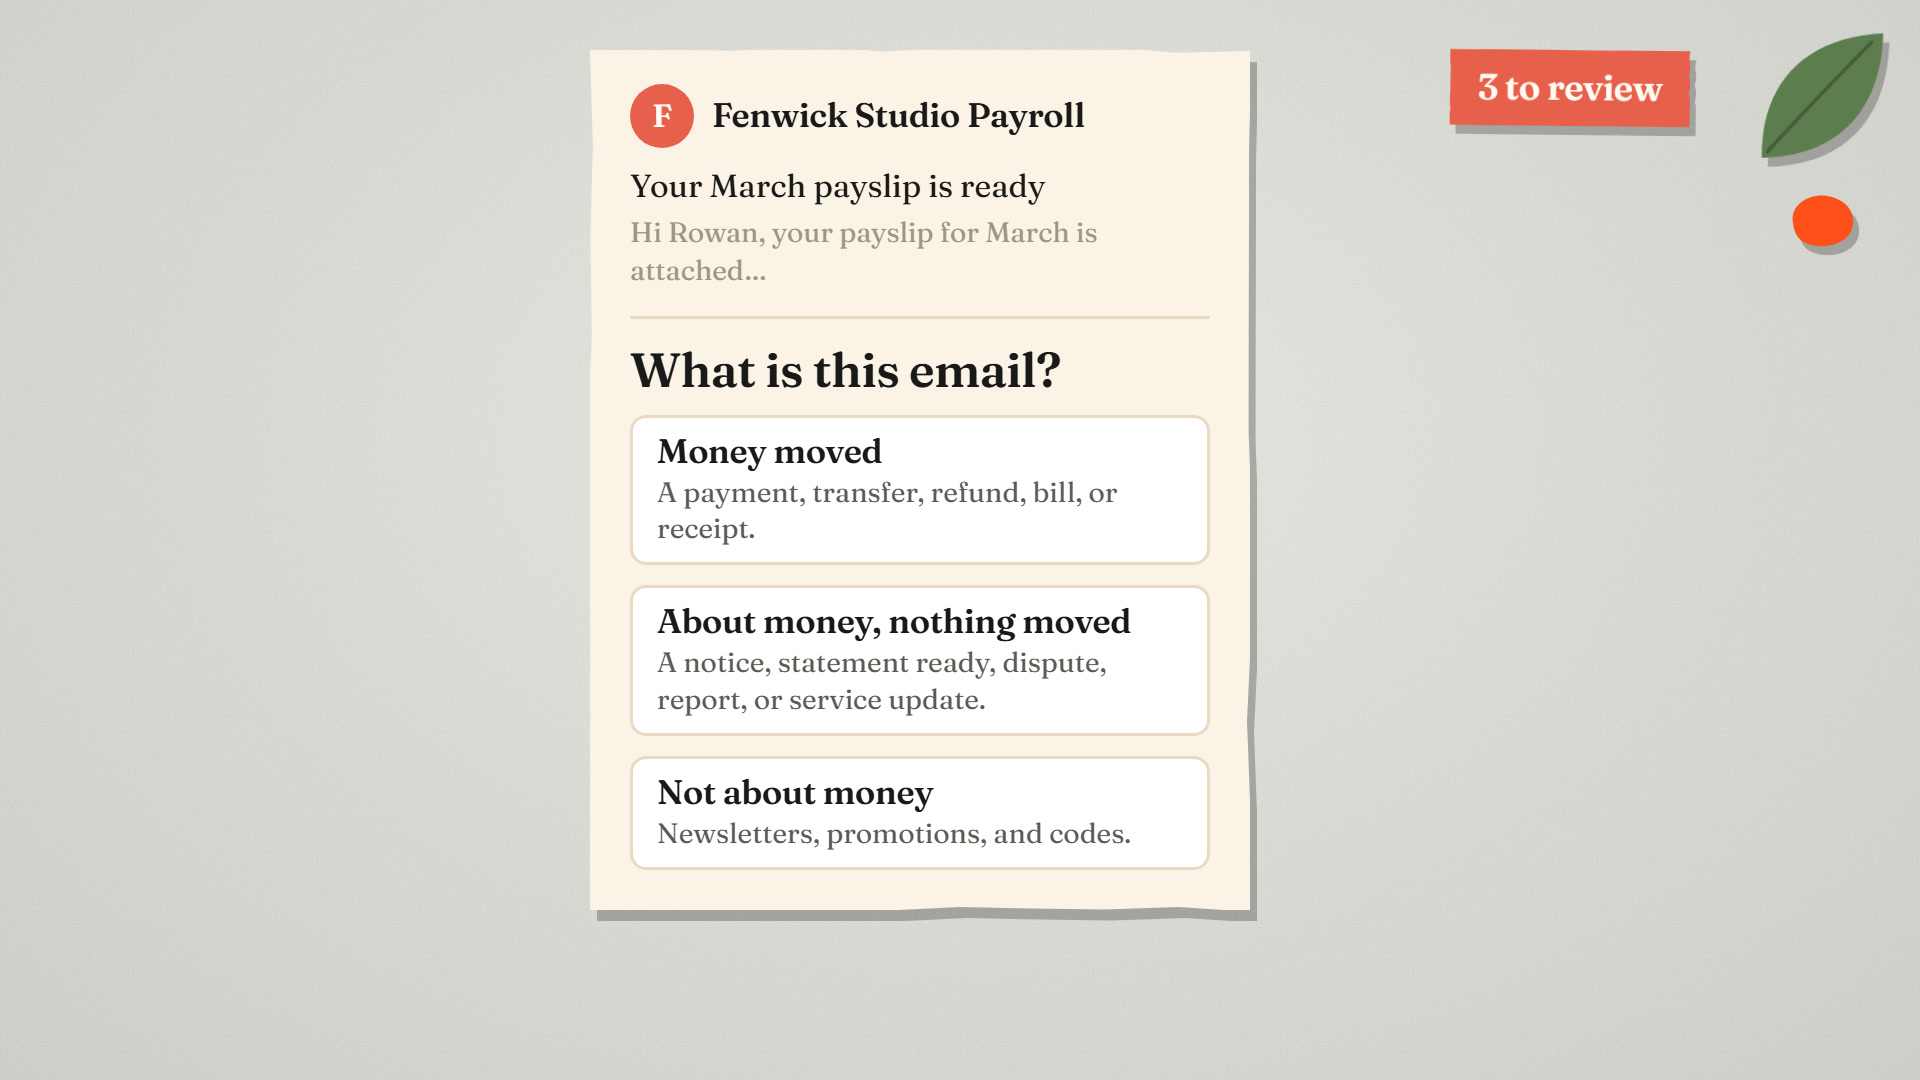 3 to review
F
Fenwick Studio Payroll
Your March payslip is ready
Hi Rowan, your payslip for March is
attached...
What is this email?
Money moved
A payment, transfer, refund, bill, or
receipt.
About money, nothing moved
A notice, statement ready, dispute,
report, or service update.
Not about money
Newsletters, promotions, and codes.